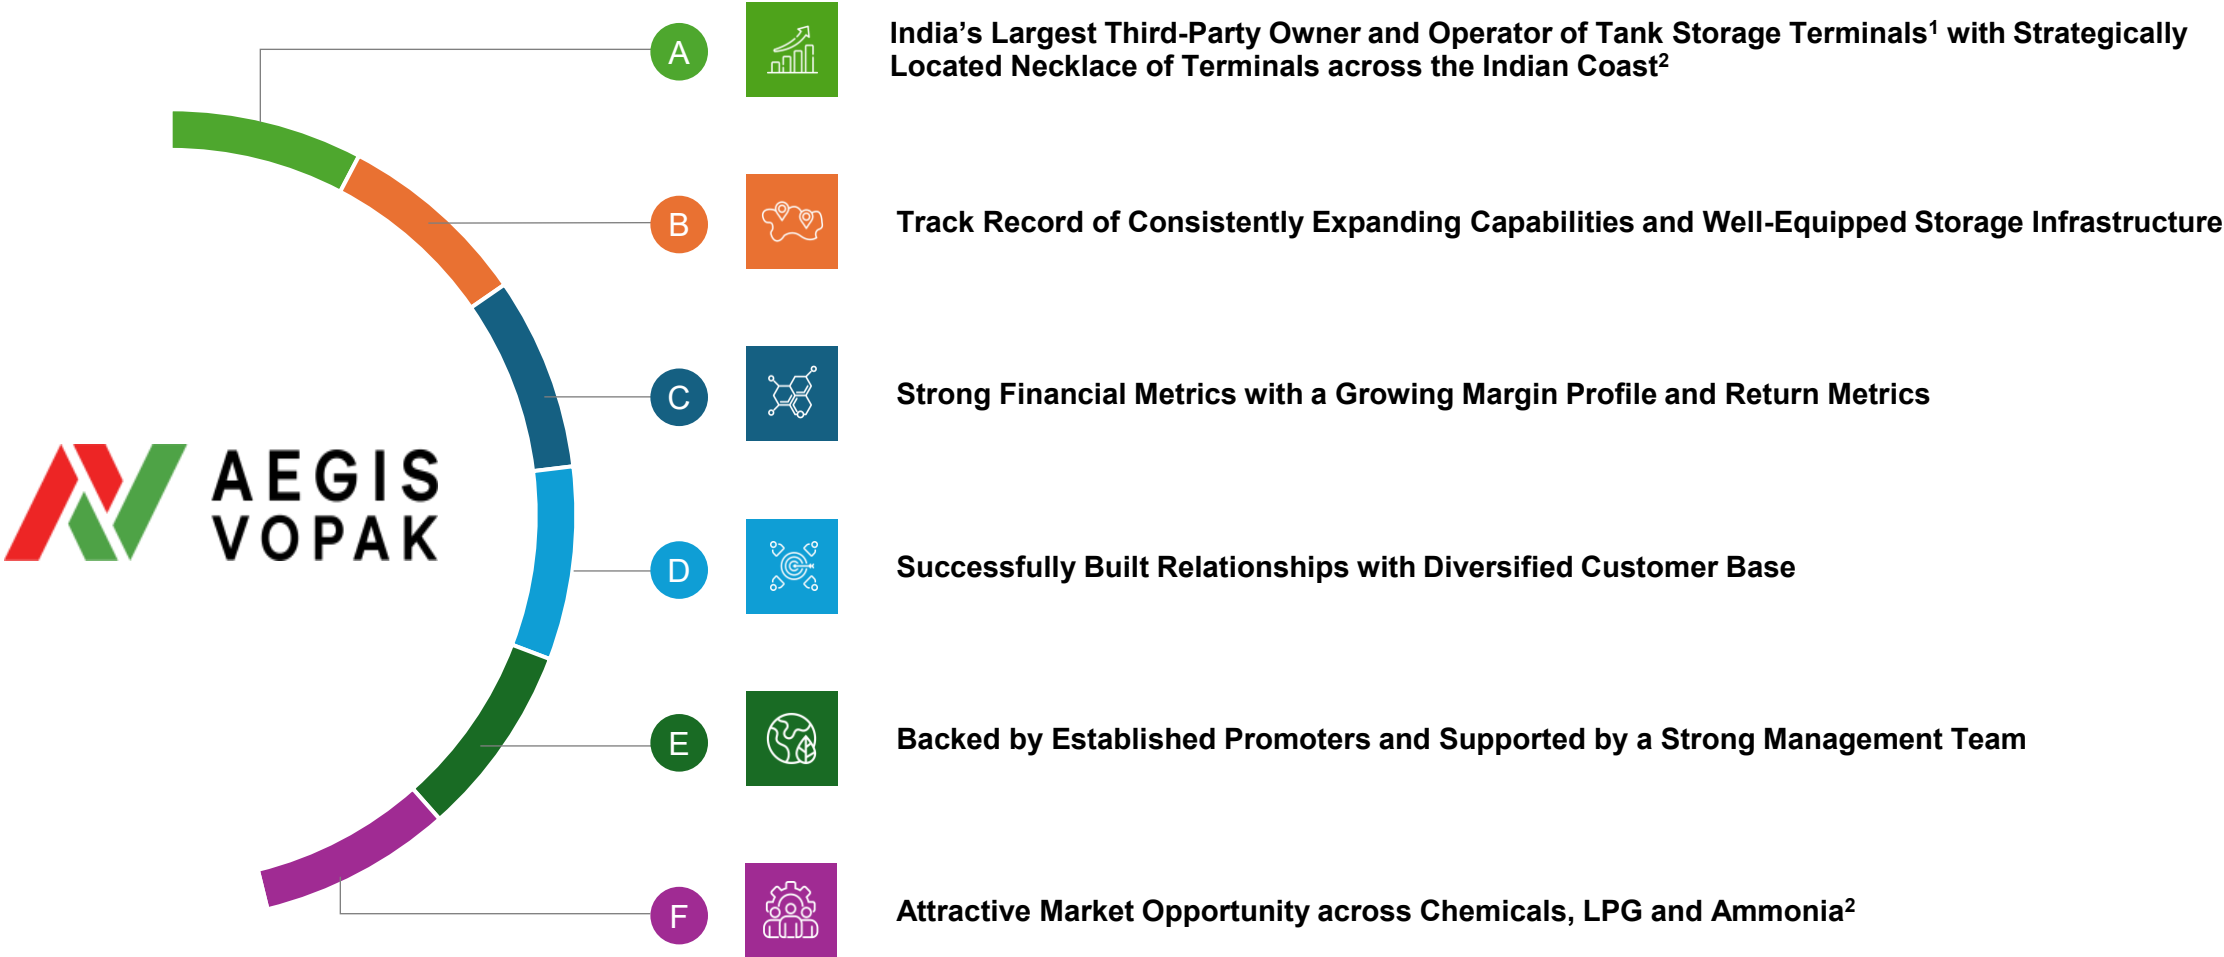 A
India’s Largest Third-Party Owner and Operator of Tank Storage Terminals¹ with Strategically
Located Necklace of Terminals across the Indian Coast²
B
Track Record of Consistently Expanding Capabilities and Well-Equipped Storage Infrastructure
C
Strong Financial Metrics with a Growing Margin Profile and Return Metrics
AEGIS
VOPAK
D
Successfully Built Relationships with Diversified Customer Base
E
Backed by Established Promoters and Supported by a Strong Management Team
F
Attractive Market Opportunity across Chemicals, LPG and Ammonia²